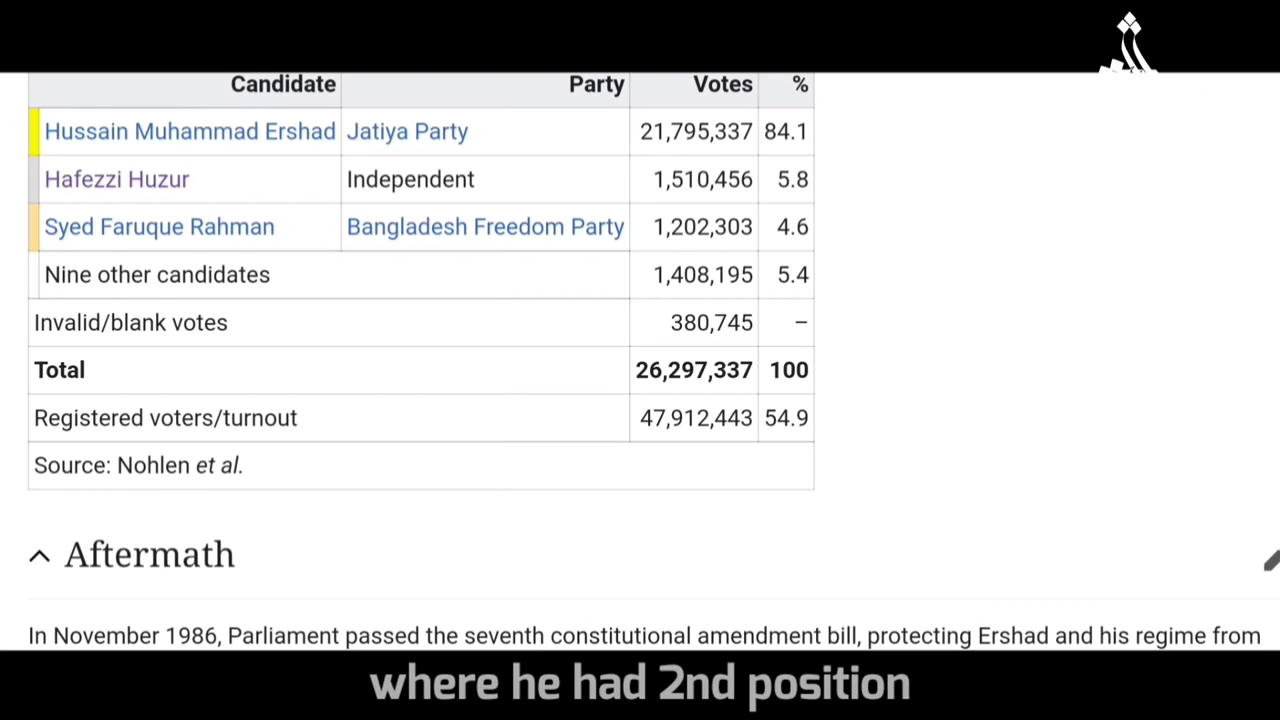 Candidate Party Votes %
Hussain Muhammad Ershad Jatiya Party 21,795,337 84.1
Hafezzi Huzur Independent 1,510,456 5.8
Syed Faruque Rahman Bangladesh Freedom Party 1,202,303 4.6
Nine other candidates 1,408,195 5.4
Invalid/blank votes 380,745 –
Total 26,297,337 100
Registered voters/turnout 47,912,443 54.9
Source: Nohlen et al.
Aftermath
In November 1986, Parliament passed the seventh constitutional amendment bill, protecting Ershad and his regime from
where he had 2nd position